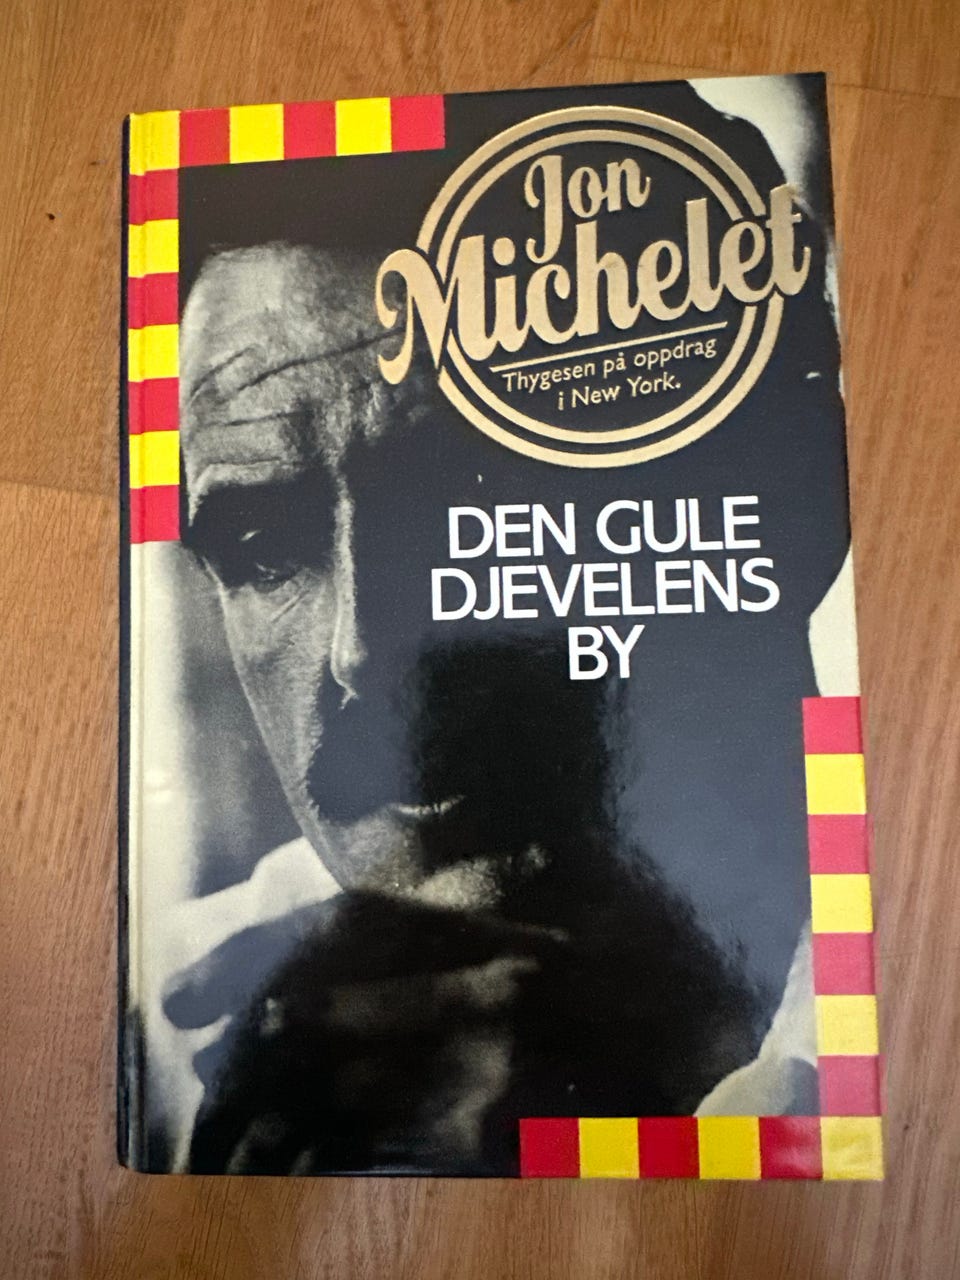 Jon
Michelet
Thygesen på oppdrag
i New York.
DEN GULE
DJEVELENS
BY